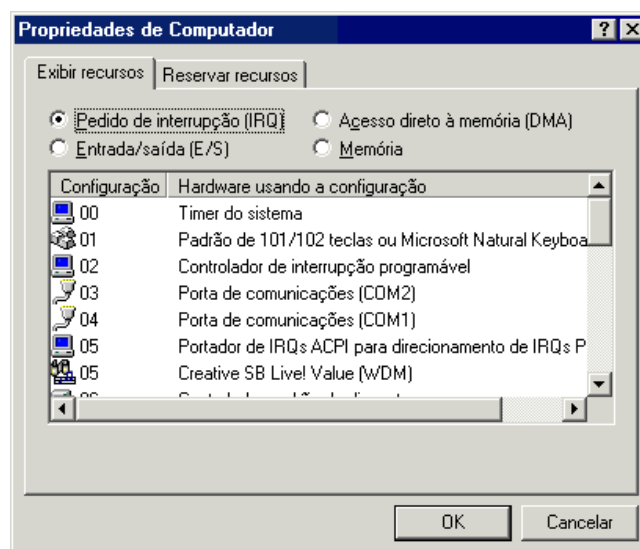 Propriedades de Computador
Exibir recursos Reservar recursos
Pedido de interrupção (IRQ) Acesso direto à memória (DMA)
Entrada/saída (E/S) Memória
Configuração Hardware usando a configuração
00 Timer do sistema
01 Padrão de 101/102 teclas ou Microsoft Natural Keyboa
02 Controlador de interrupção programável
03 Porta de comunicações (COM2)
04 Porta de comunicações (COM1)
05 Portador de IRQs ACPI para direcionamento de IRQs P
05 Creative SB Live! Value (WDM)
OK Cancelar